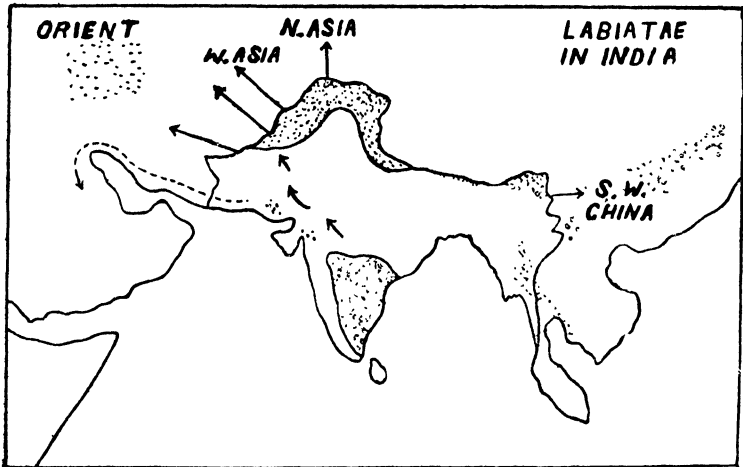 ORIENT
N.ASIA
W.ASIA
LABIATAE
IN INDIA
S.W.
CHINA